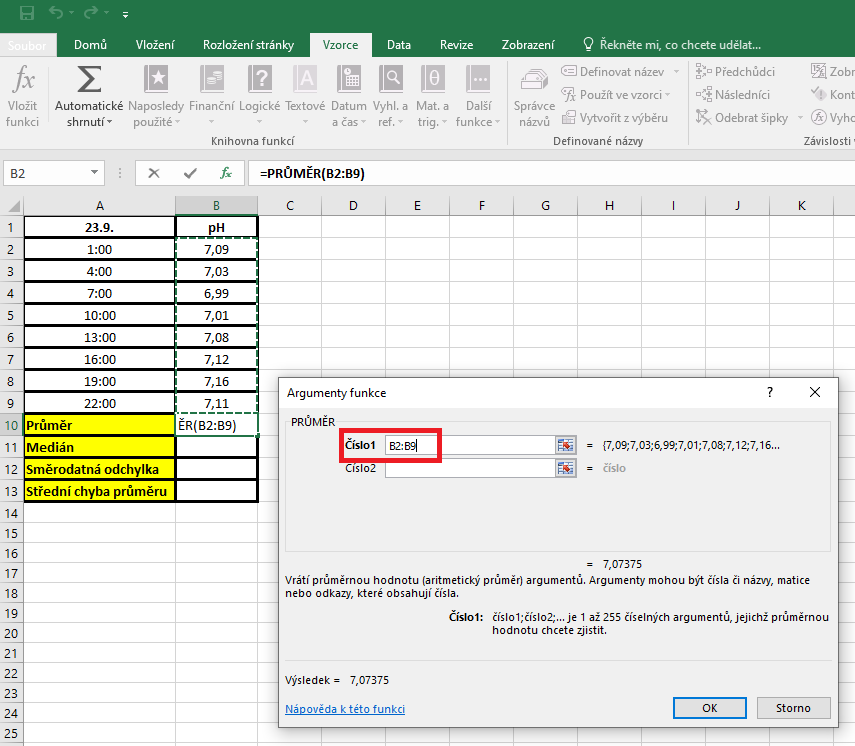 Soubor Domů Vložení Rozložení stránky Vzorce Data Revize Zobrazení Řekněte mi, co chcete udělat...
fx Σ ? A θ
Vložit funkci
Automatické shrnutí
Naposledy použité
Finanční
Logické
Textové
Datum a čas
Vyhl. a ref.
Mat. a trig.
Další funkce
Knihovna funkcí
Správce názvů
Definovat název
Použít ve vzorci
Vytvořit z výběru
Definované názvy
Předchůdci
Následníci
Odebrat šipky
Zobr
Kont
Vyho
Závislosti v
B2 fx =PRŮMĚR(B2:B9)
A B C D E F G H I J K
1 23.9. pH
2 1:00 7,09
3 4:00 7,03
4 7:00 6,99
5 10:00 7,01
6 13:00 7,08
7 16:00 7,12
8 19:00 7,16
9 22:00 7,11
10 Průměr ĚR(B2:B9)
11 Medián
12 Směrodatná odchylka
13 Střední chyba průměru
14
15
16
17
18
19
20
21
22
23
24
25
Argumenty funkce ?
PRŮMĚR
Číslo1 B2:B9 = {7,09;7,03;6,99;7,01;7,08;7,12;7,16...
Číslo2 = číslo
= 7,07375
Vrátí průměrnou hodnotu (aritmetický průměr) argumentů. Argumenty mohou být čísla či názvy, matice
nebo odkazy, které obsahují čísla.
Číslo1: číslo1;číslo2;... je 1 až 255 číselných argumentů, jejichž průměrnou
hodnotu chcete zjistit.
Výsledek = 7,07375
Nápověda k této funkci
OK Storno